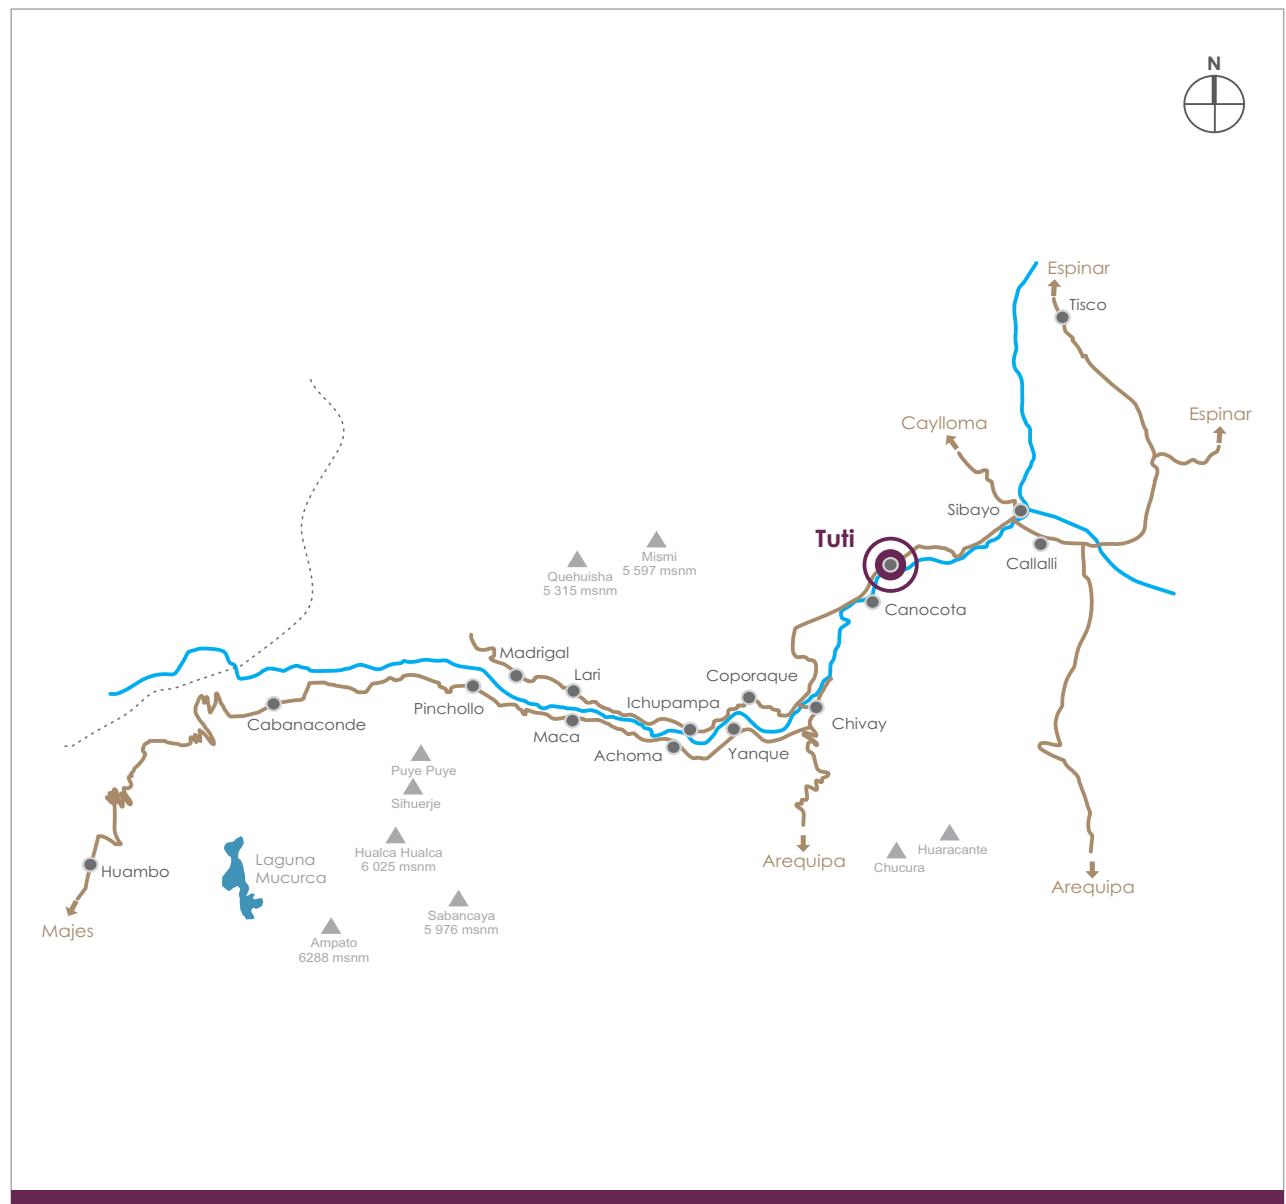 N
Espinar
Tisco
Espinar
Caylloma
Sibayo
Tuti
Mismi
5 597 msnm
Callalli
Quehuisha
5 315 msnm
Canocota
Madrigal
Lari
Coporaque
Ichupampa
Pinchollo
Cabanaconde
Chivay
Maca
Achoma
Yanque
Puye Puye
Sihuerje
Hualca Hualca
6 025 msnm
Huaracante
Chucura
Arequipa
Laguna
Mucurca
Huambo
Arequipa
Sabancaya
5 976 msnm
Majes
Ampato
6288 msnm